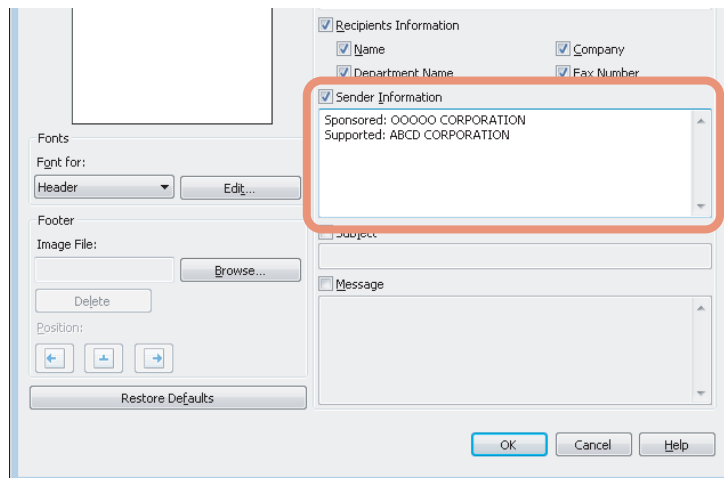 Recipients Information
Name
Company
Department Name
Fax Number
Sender Information
Sponsored: OOOOO CORPORATION
Supported: ABCD CORPORATION
Fonts
Font for:
Header
Edit...
Footer
Image File:
Browse...
Delete
Position:
Restore Defaults
Subject
Message
OK
Cancel
Help